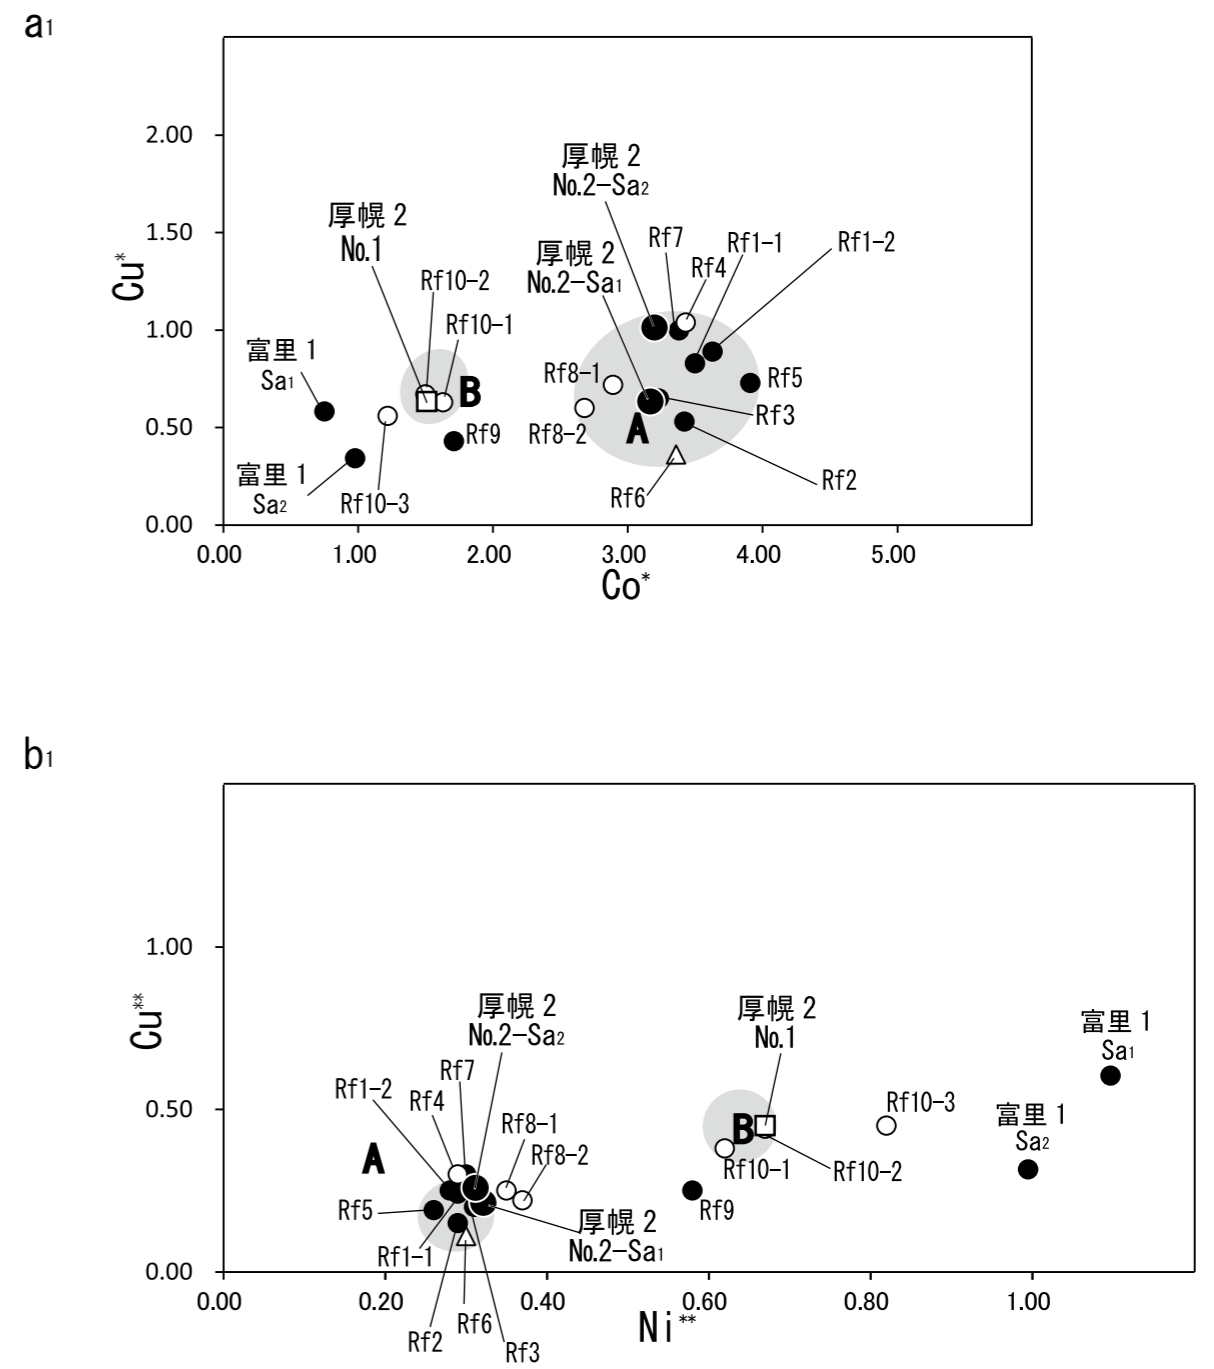 a1
2.00
1.50
1.00
0.50
0.00
Cu*
厚幌 2
No.2-Sa2
厚幌 2
No.1
厚幌 2
No.2-Sa1
Rf7
Rf1-1
Rf1-2
Rf4
Rf10-2
Rf10-1
富里 1
Sa1
B
Rf8-1
Rf5
Rf3
A
Rf8-2
Rf9
富里 1
Sa2
Rf10-3
Rf6
Rf2
0.00
1.00
2.00
3.00
4.00
5.00
Co*
b1
1.00
0.50
0.00
Cu**
厚幌 2
No.2-Sa2
厚幌 2
No.1
富里 1
Sa1
Rf7
Rf1-2
Rf4
Rf8-1
Rf8-2
Rf10-3
富里 1
Sa2
A
B
Rf10-1
Rf10-2
Rf5
Rf9
厚幌 2
No.2-Sa1
Rf1-1
0.00
0.20
0.40
0.60
0.80
1.00
Rf2
Rf6
Rf3
Ni**